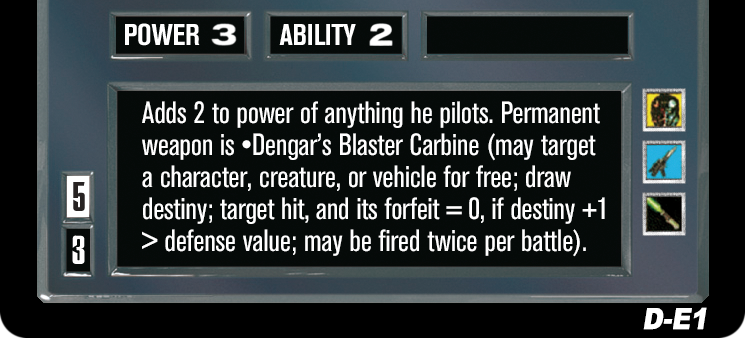 POWER 3 ABILITY 2
Adds 2 to power of anything he pilots. Permanent
weapon is •Dengar's Blaster Carbine (may target
a character, creature, or vehicle for free; draw
destiny; target hit, and its forfeit = 0, if destiny +1
> defense value; may be fired twice per battle).
5
3
D-E1